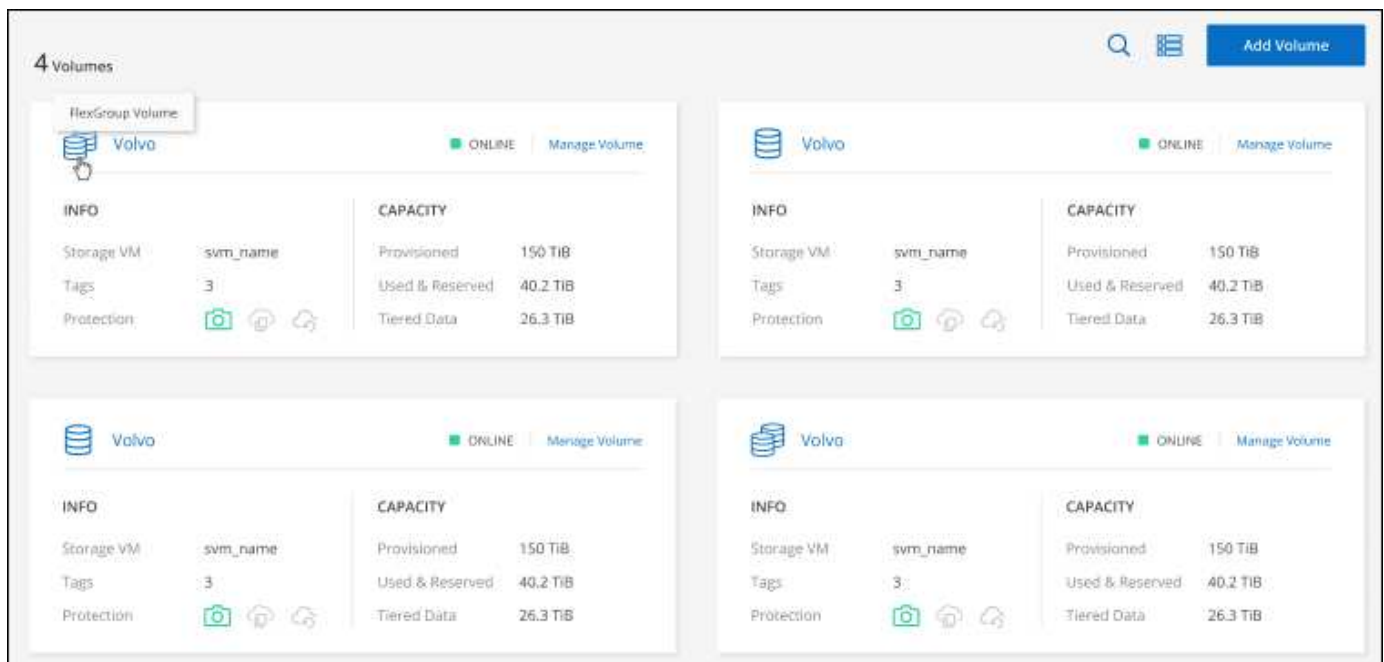 4 Volumes
Add Volume
FlexGroup Volume
Volvo
ONLINE
Manage Volume
INFO
CAPACITY
Storage VM svm_name
Provisioned 150 TiB
Tags 3
Used & Reserved 40.2 TiB
Protection
Tiered Data 26.3 TiB
Volvo
ONLINE
Manage Volume
INFO
CAPACITY
Storage VM svm_name
Provisioned 150 TiB
Tags 3
Used & Reserved 40.2 TiB
Protection
Tiered Data 26.3 TiB
Volvo
ONLINE
Manage Volume
INFO
CAPACITY
Storage VM svm_name
Provisioned 150 TiB
Tags 3
Used & Reserved 40.2 TiB
Protection
Tiered Data 26.3 TiB
Volvo
ONLINE
Manage Volume
INFO
CAPACITY
Storage VM svm_name
Provisioned 150 TiB
Tags 3
Used & Reserved 40.2 TiB
Protection
Tiered Data 26.3 TiB